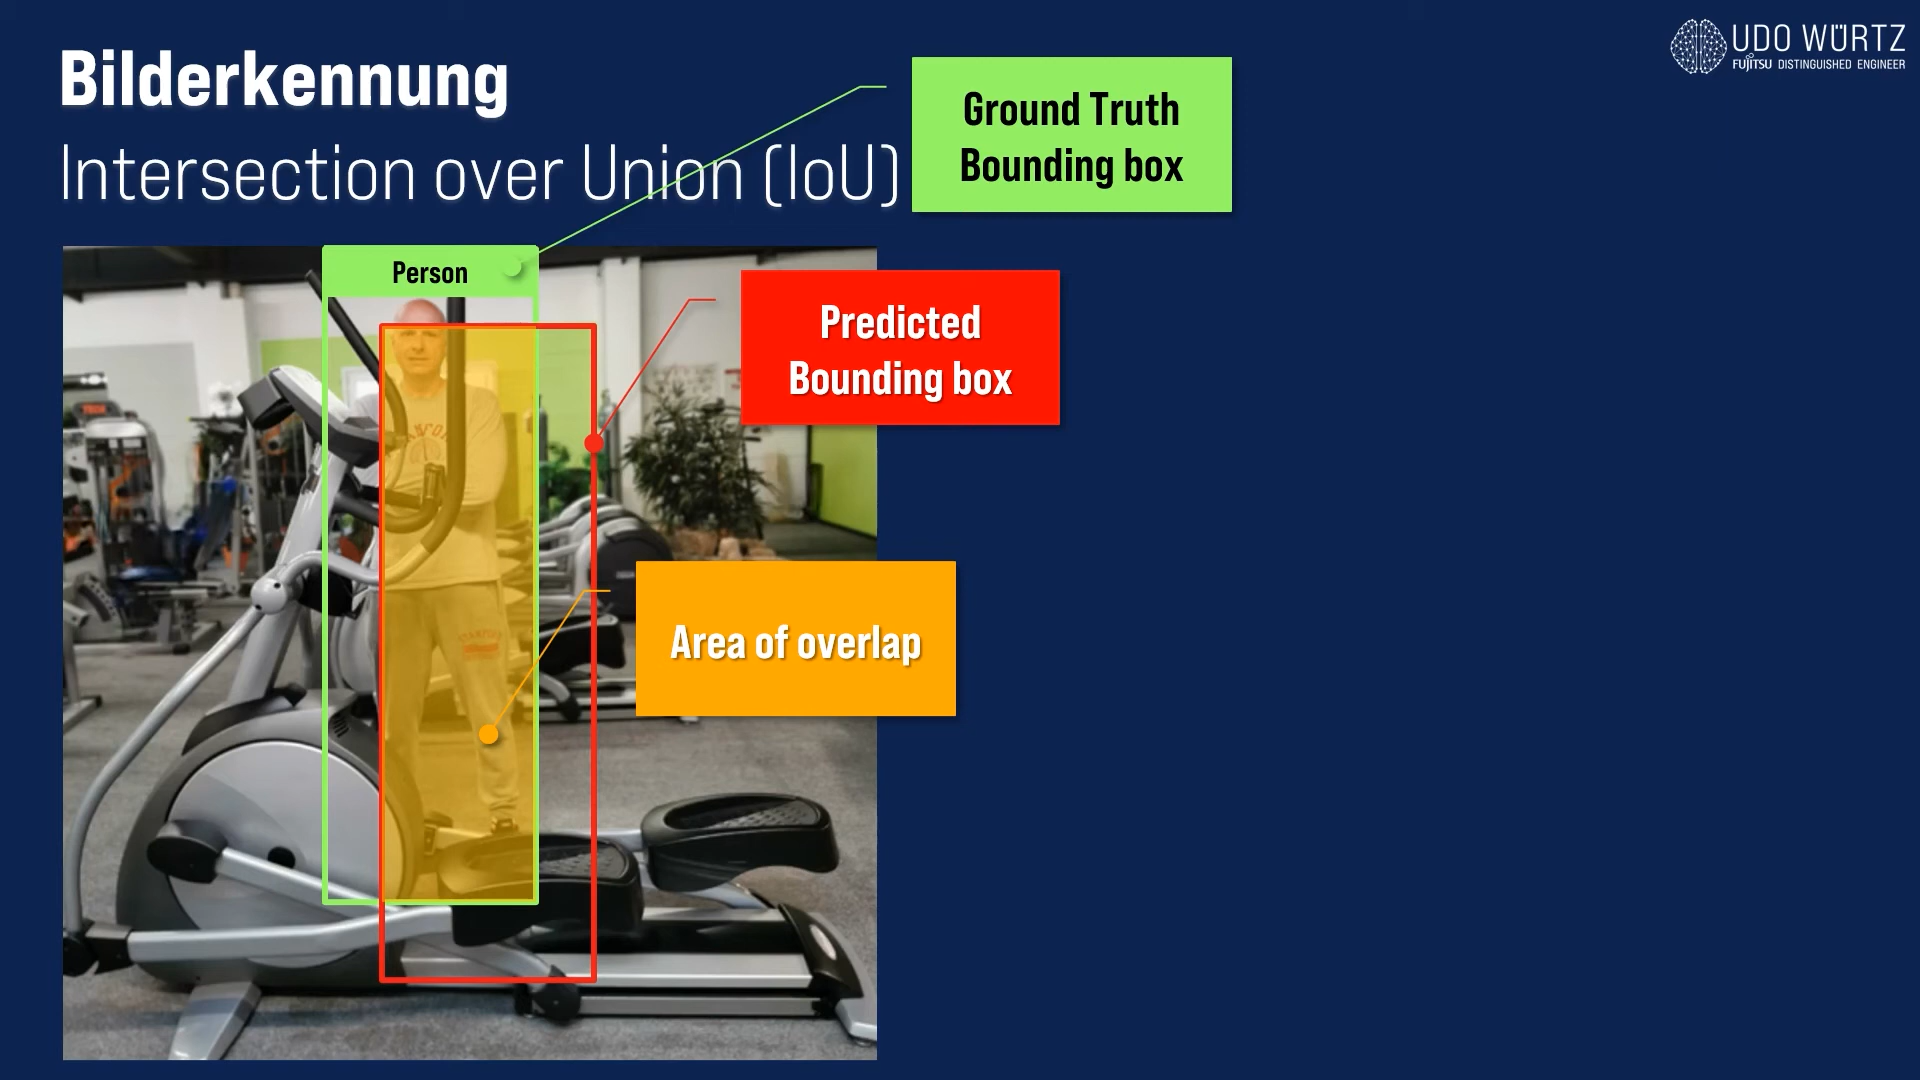 Bilderkennung
Intersection over Union (IoU)
UDO WÜRTZ
FUJITSU DISTINGUISHED ENGINEER
Ground Truth
Bounding box
Person
Predicted
Bounding box
Area of overlap